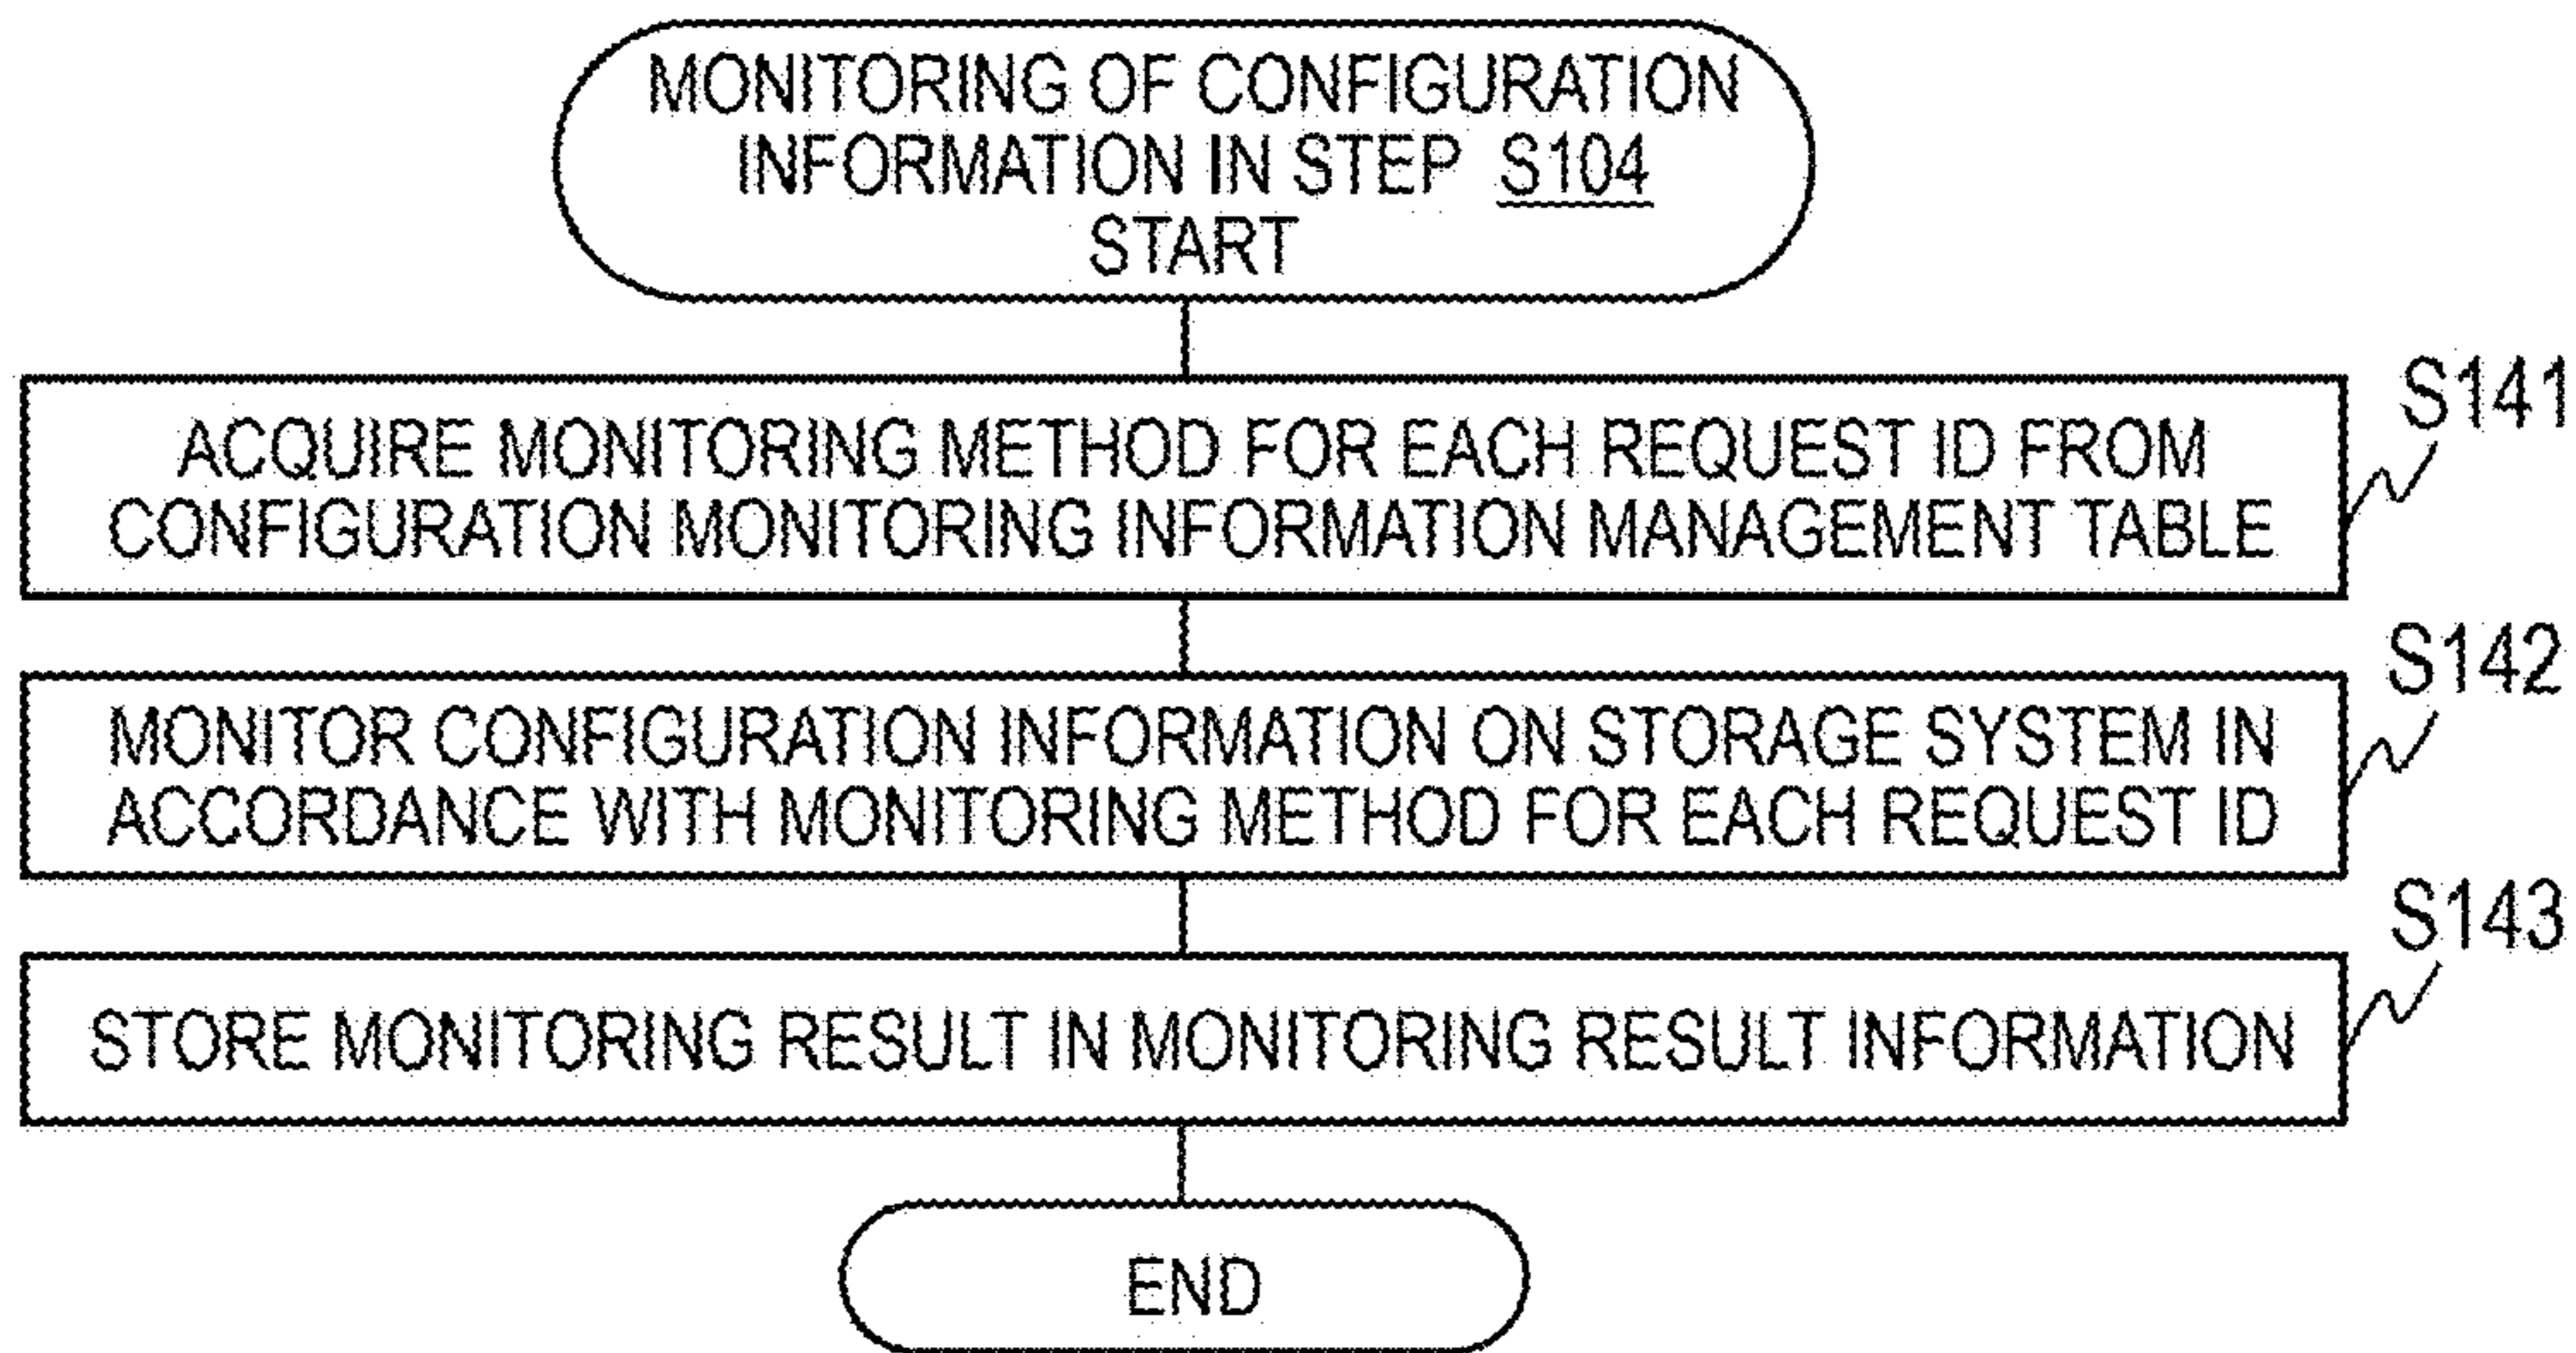 MONITORING OF CONFIGURATION
INFORMATION IN STEP S104
START
S141
ACQUIRE MONITORING METHOD FOR EACH REQUEST ID FROM
CONFIGURATION MONITORING INFORMATION MANAGEMENT TABLE
S142
MONITOR CONFIGURATION INFORMATION ON STORAGE SYSTEM IN
ACCORDANCE WITH MONITORING METHOD FOR EACH REQUEST ID
S143
STORE MONITORING RESULT IN MONITORING RESULT INFORMATION
END